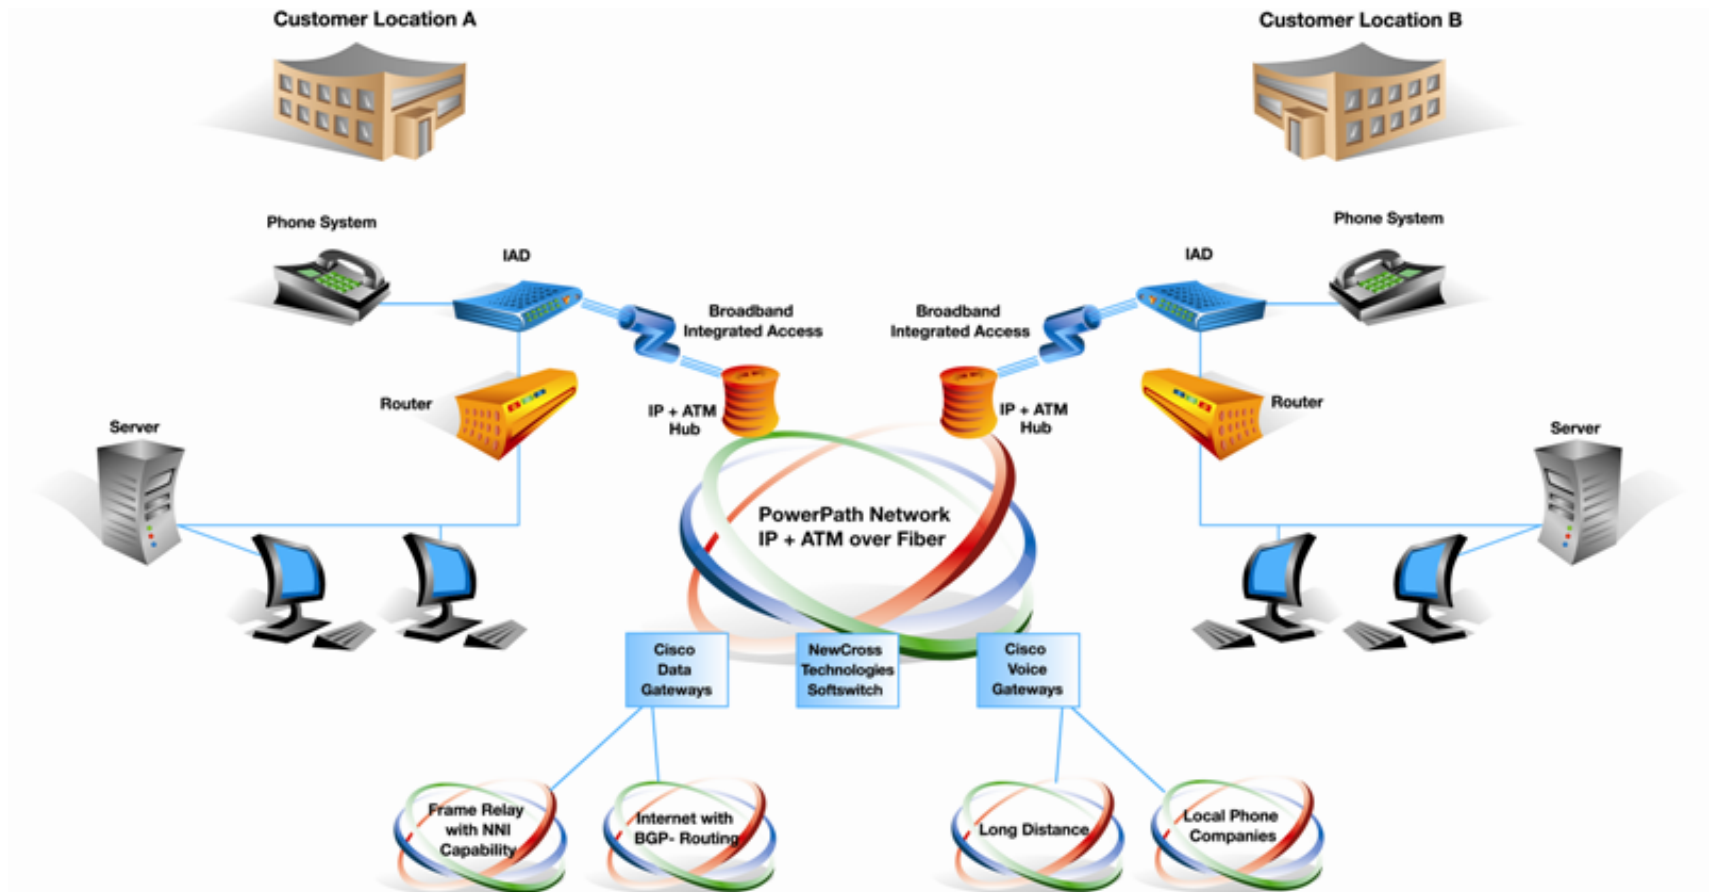 Customer Location A
Customer Location B
Phone System
Phone System
IAD
IAD
Broadband
Integrated Access
Broadband
Integrated Access
Router
IP + ATM
Hub
IP + ATM
Hub
Router
Server
Server
PowerPath Network
IP + ATM over Fiber
Cisco
Data
Gateways
NewCross
Technologies
Softswitch
Cisco
Voice
Gateways
Frame Relay
with NNI
Capability
Internet with
BGP- Routing
Long Distance
Local Phone
Companies